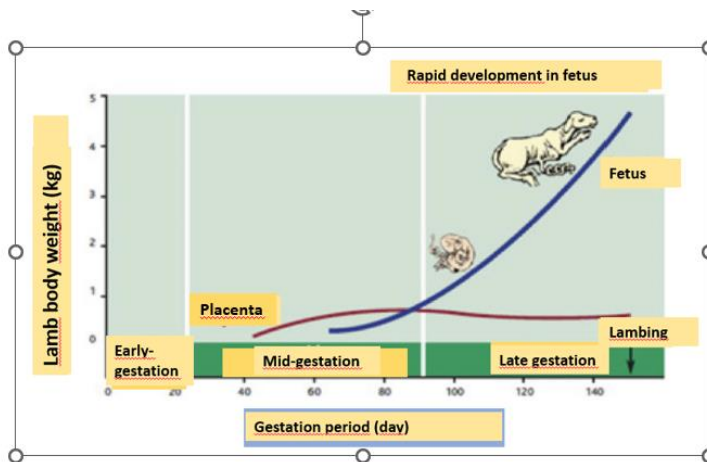 Rapid development in fetus
5
4
3
2
1
0
Lamb body weight (kg)
Fetus
Placenta
Lambing
Early-
gestation
Mid-gestation
Late gestation
0 20 40 60 80 100 120 140
Gestation period (day)